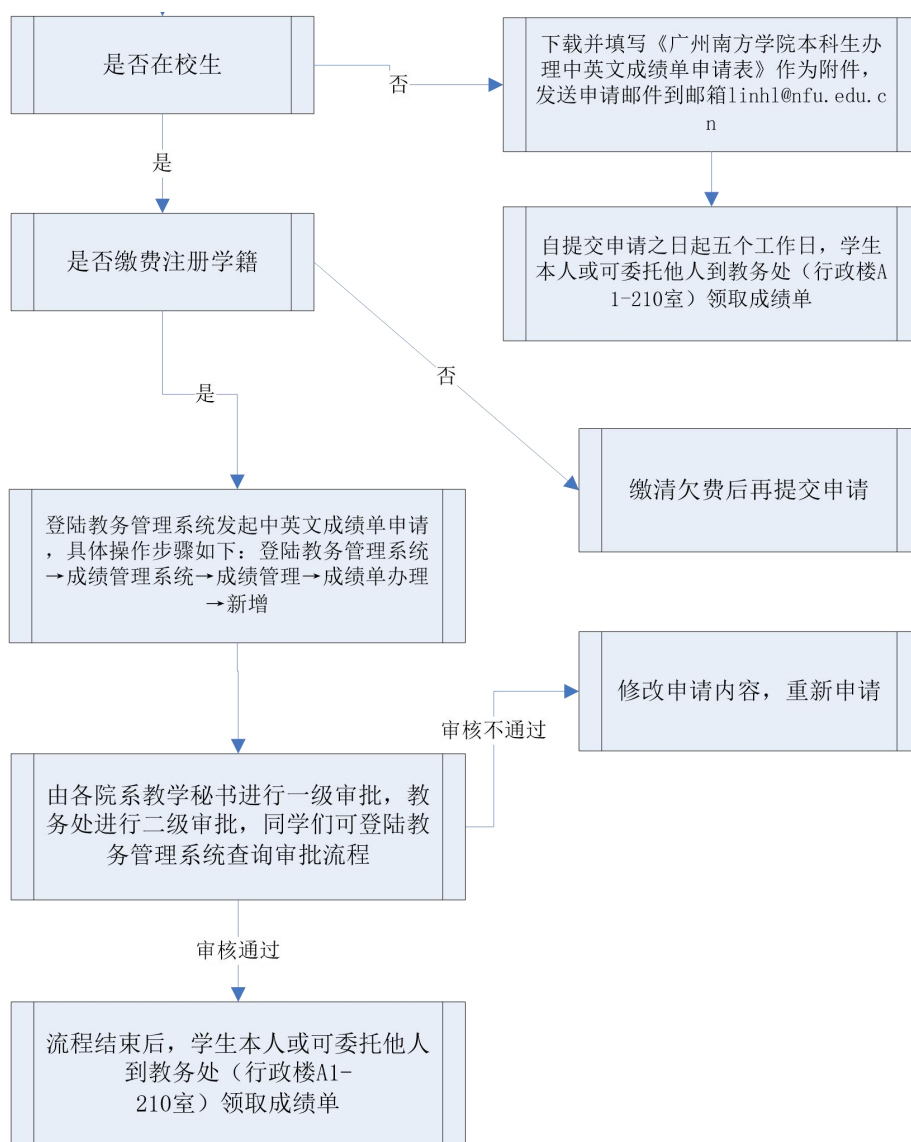 是否在校生
否
下载并填写《广州南方学院本科生办
理中英文成绩单申请表》作为附件，
发送申请邮件到邮箱linhl@nfu.edu.c
n
是
自提交申请之日起五个工作日，学生
本人或可委托他人到教务处（行政楼A
1-210室）领取成绩单
是否缴费注册学籍
否
是
缴清欠费后再提交申请
登陆教务管理系统发起中英文成绩单申请
，具体操作步骤如下：登陆教务管理系统
→成绩管理系统→成绩管理→成绩单办理
→新增
修改申请内容，重新申请
审核不通过
由各院系教学秘书进行一级审批，教
务处进行二级审批，同学们可登陆教
务管理系统查询审批流程
审核通过
流程结束后，学生本人或可委托他人
到教务处（行政楼A1-
210室）领取成绩单